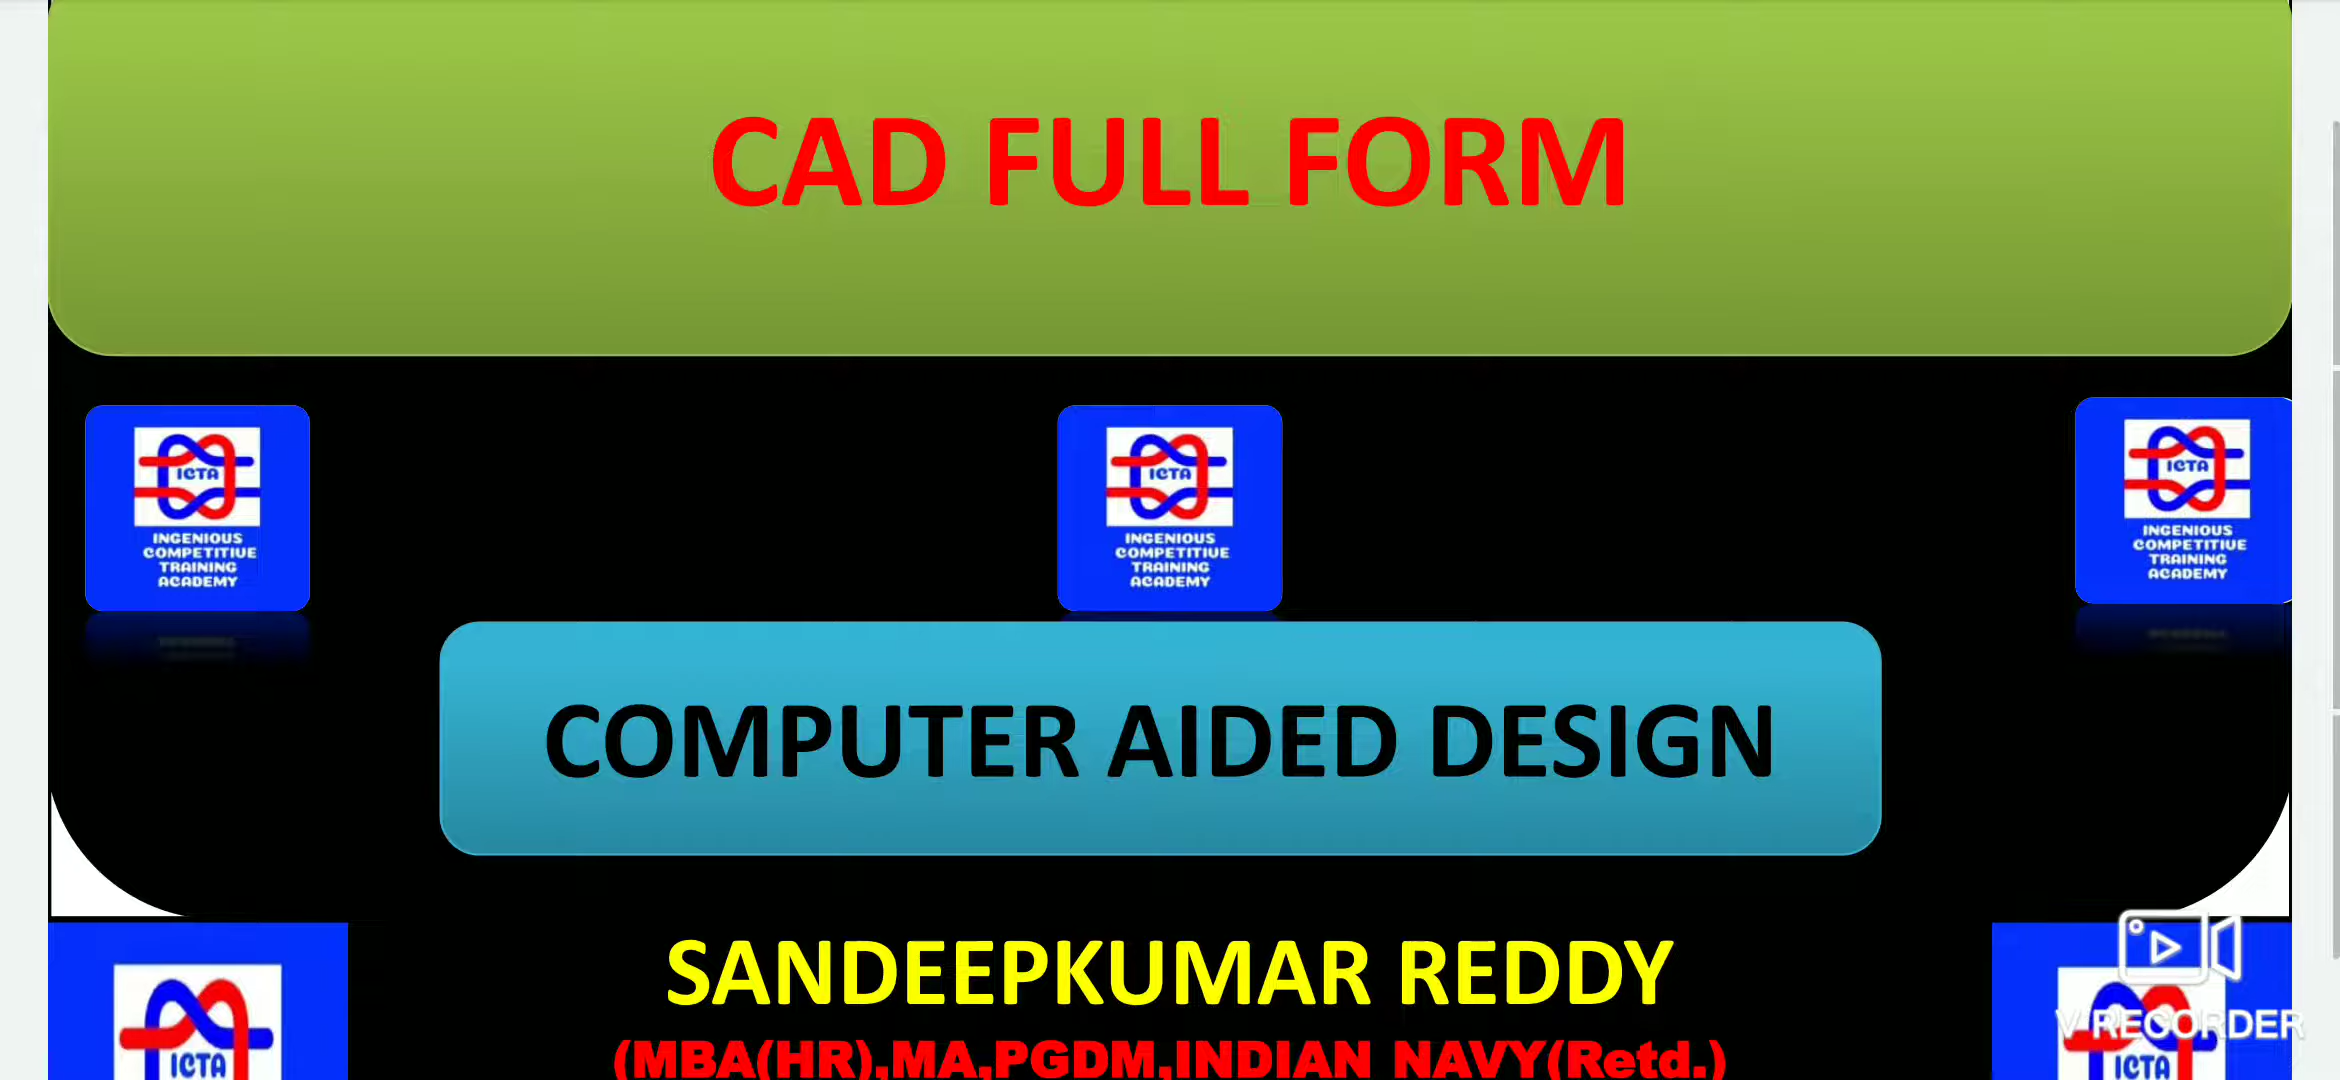 CAD FULL FORM
ICTA
INGENIOUS
COMPETITIVE
TRAINING
ACADEMY
ICTA
INGENIOUS
COMPETITIVE
TRAINING
ACADEMY
ICTA
INGENIOUS
COMPETITIVE
TRAINING
ACADEMY
COMPUTER AIDED DESIGN
SANDEEPKUMAR REDDY
(MBA(HR),MA,PGDM,INDIAN NAVY(Retd.)
ICTA
V RECORDER
ICTA